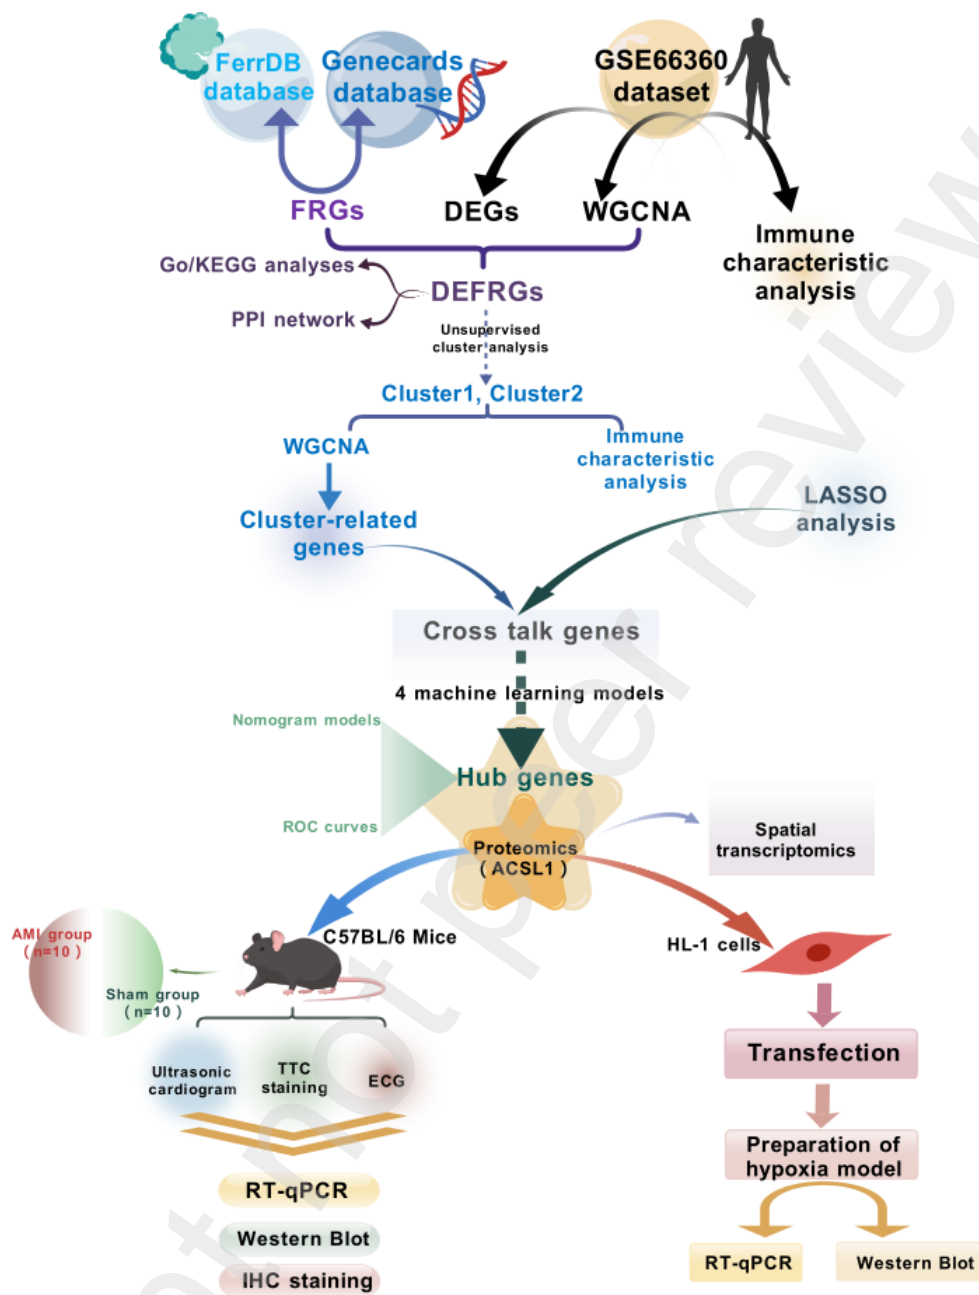 FerrDB
database
Genecards
database
GSE66360
dataset
FRGs
DEGs
WGCNA
Immune
characteristic
analysis
Go/KEGG analyses
DEFRGs
PPI network
Unsupervised
cluster analysis
Cluster1, Cluster2
WGCNA
Immune
characteristic
analysis
LASSO
analysis
Cluster-related
genes
Cross talk genes
4 machine learning models
Nomogram models
Hub genes
ROC curves
Proteomics
( ACSL1 )
Spatial
transcriptomics
C57BL/6 Mice
HL-1 cells
AMI group
( n=10 )
Sham group
( n=10 )
Ultrasonic
cardiogram
TTC
staining
ECG
Transfection
Preparation of
hypoxia model
RT-qPCR
Western Blot
IHC staining
RT-qPCR
Western Blot
not peer review